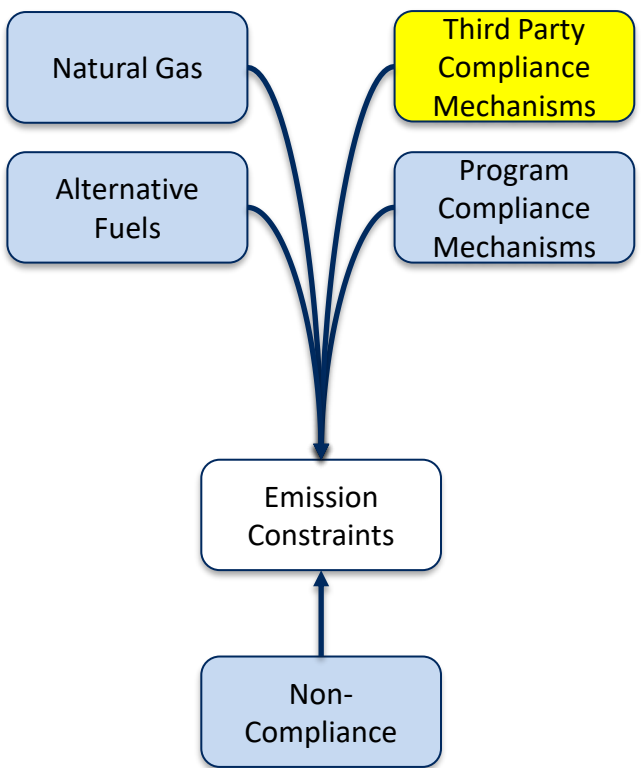 Natural Gas
Third Party
Compliance
Mechanisms
Alternative
Fuels
Program
Compliance
Mechanisms
Emission
Constraints
Non-
Compliance